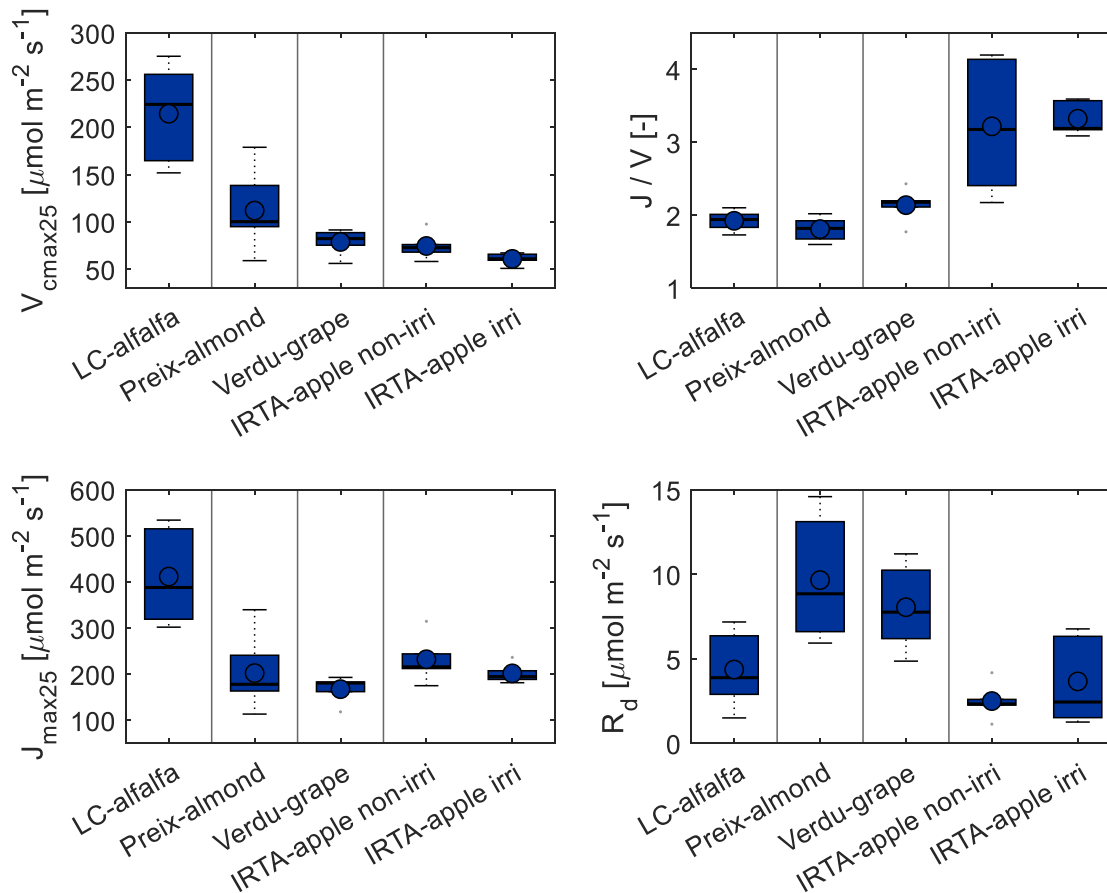 V_cmax25 [μmol m^-2 s^-1]
300
250
200
150
100
50
LC-alfalfa
Preix-almond
Verdu-grape
IRTA-apple non-irri
IRTA-apple irri
J / V [-]
4
3
2
1
LC-alfalfa
Preix-almond
Verdu-grape
IRTA-apple non-irri
IRTA-apple irri
J_max25 [μmol m^-2 s^-1]
600
500
400
300
200
100
LC-alfalfa
Preix-almond
Verdu-grape
IRTA-apple non-irri
IRTA-apple irri
R_d [μmol m^-2 s^-1]
15
10
5
0
LC-alfalfa
Preix-almond
Verdu-grape
IRTA-apple non-irri
IRTA-apple irri